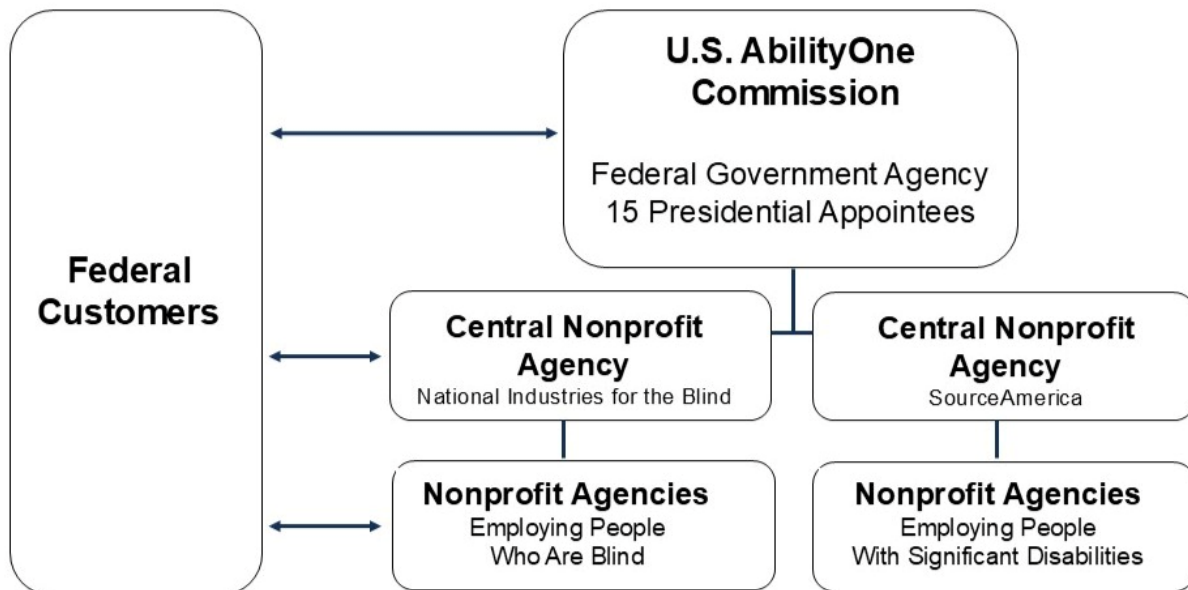 Federal
Customers
U.S. AbilityOne
Commission
Federal Government Agency
15 Presidential Appointees
Central Nonprofit
Agency
National Industries for the Blind
Central Nonprofit
Agency
SourceAmerica
Nonprofit Agencies
Employing People
Who Are Blind
Nonprofit Agencies
Employing People
With Significant Disabilities